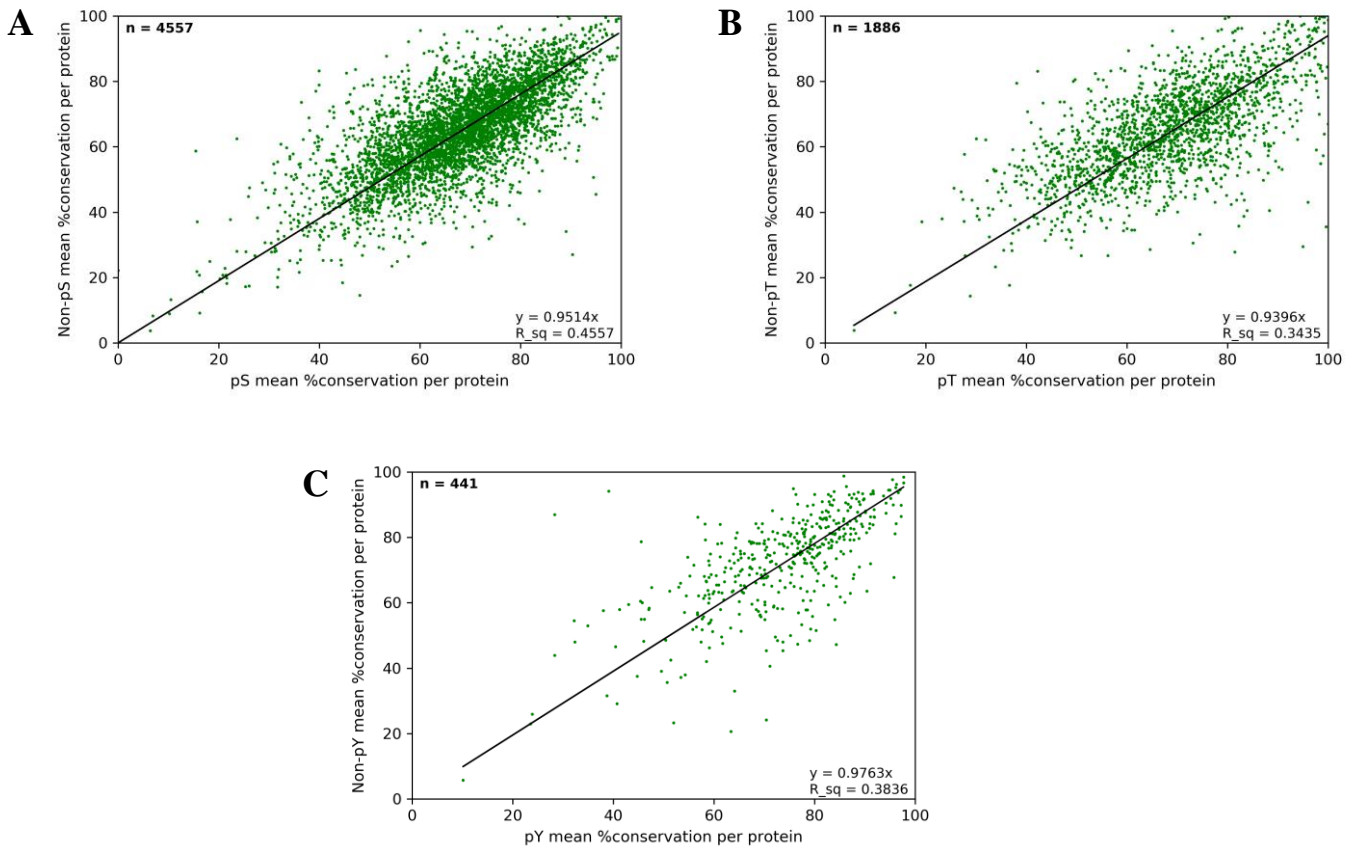 A
n = 4557
100
80
60
40
20
0
Non-pS mean %conservation per protein
y = 0.9514x
R_sq = 0.4557
0 20 40 60 80 100
pS mean %conservation per protein
B
n = 1886
100
80
60
40
20
0
Non-pT mean %conservation per protein
y = 0.9396x
R_sq = 0.3435
0 20 40 60 80 100
pT mean %conservation per protein
C
n = 441
100
80
60
40
20
0
Non-pY mean %conservation per protein
y = 0.9763x
R_sq = 0.3836
0 20 40 60 80 100
pY mean %conservation per protein